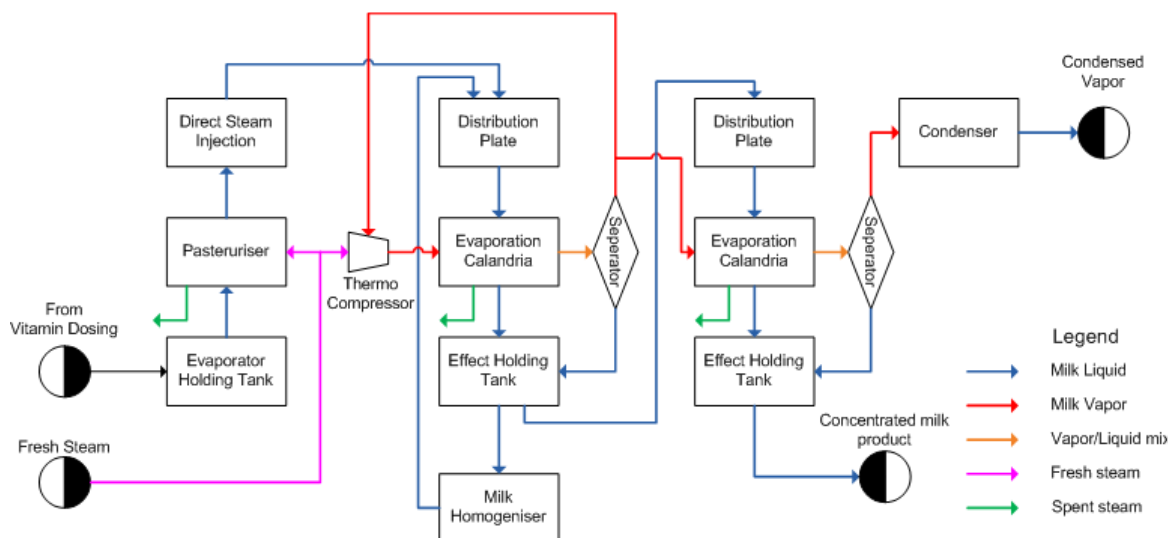 Condensed
Vapor
Direct Steam
Injection
Distribution
Plate
Distribution
Plate
Condenser
Pasteruriser
Thermo
Compressor
Evaporation
Calandria
Seperator
Evaporation
Calandria
Seperator
From
Vitamin Dosing
Evaporator
Holding Tank
Effect Holding
Tank
Effect Holding
Tank
Fresh Steam
Milk
Homogeniser
Concentrated milk
product
Legend
Milk Liquid
Milk Vapor
Vapor/Liquid mix
Fresh steam
Spent steam